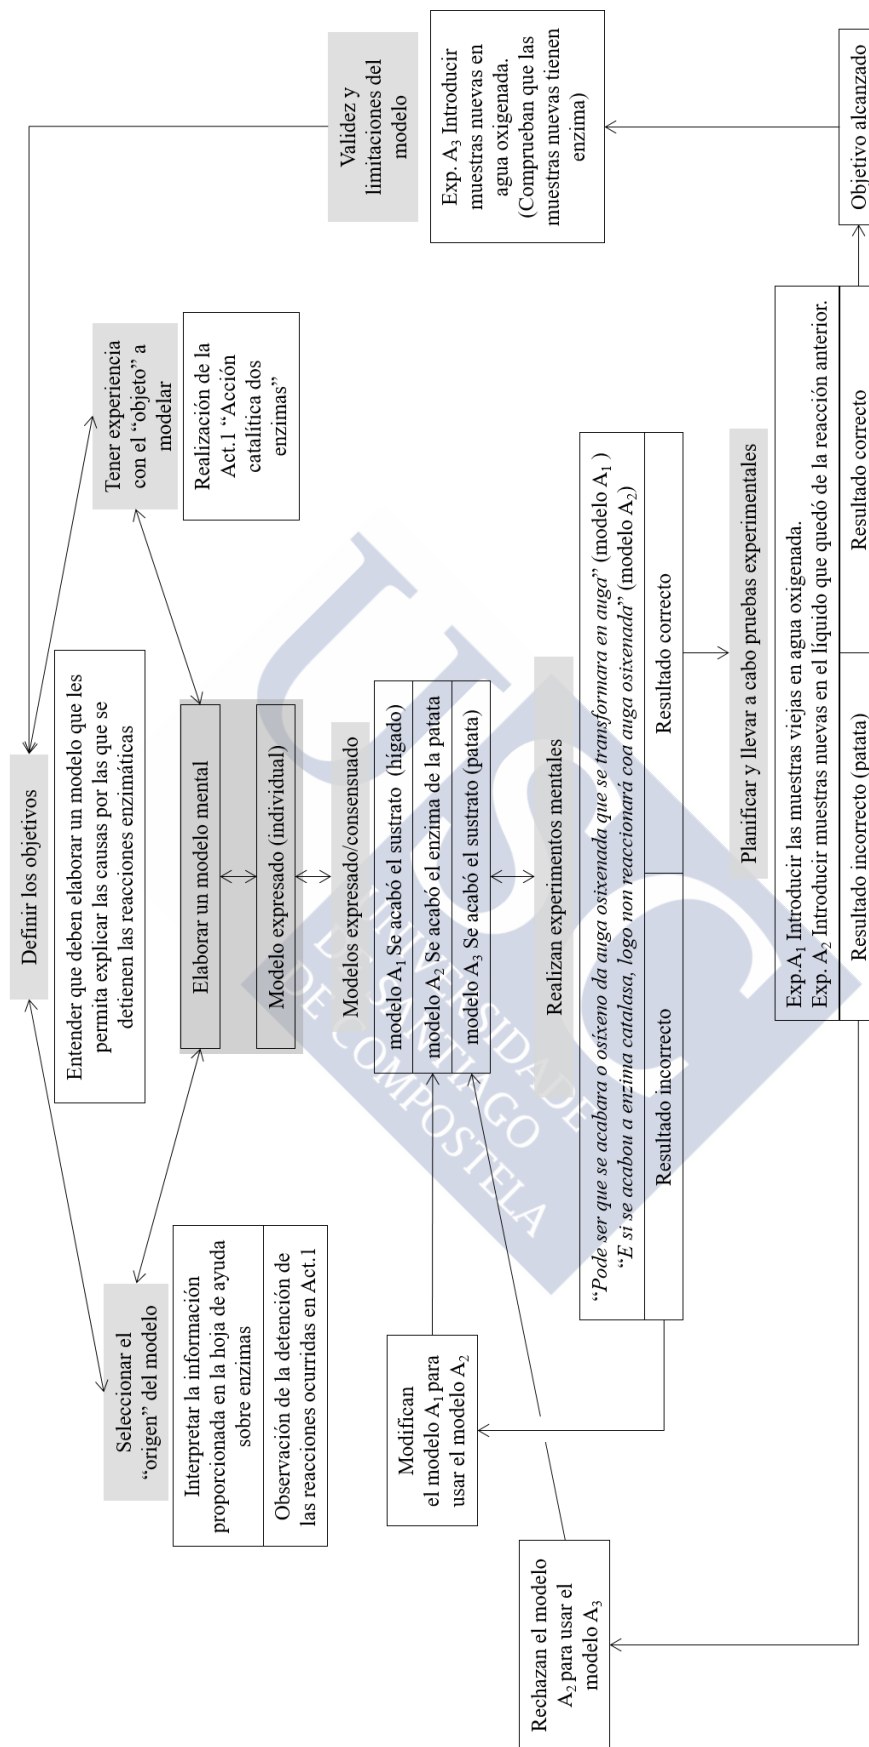 Definir los objetivos
Entender que deben elaborar un modelo que les
permita explicar las causas por las que se
detienen las reacciones enzimáticas
Seleccionar el
“origen” del modelo
Interpretar la información
proporcionada en la hoja de ayuda
sobre enzimas
Observación de la detención de
las reacciones ocurridas en Act.1
Tener experiencia
con el “objeto” a
modelar
Realización de la
Act.1 “Acción
catalítica dos
enzimas”
Elaborar un modelo mental
Modelo expresado (individual)
Modelos expresado/consensuado
modelo A₁ Se acabó el sustrato (hígado)
modelo A₂ Se acabó el enzima de la patata
modelo A₃ Se acabó el sustrato (patata)
Modifican
el modelo A₁ para
usar el modelo A₂
Rechazan el modelo
A₂ para usar el
modelo A₃
Realizan experimentos mentales
“Pode ser que se acabara o osíxeno da auga osixenada que se transformara en auga” (modelo A₁ )
“E si se acabou a enzima catalasa, logo non reaccionará coa auga osixenada” (modelo A₂)
Resultado incorrecto
Resultado correcto
Planificar y llevar a cabo pruebas experimentales
Exp.A₁ Introducir las muestras viejas en agua oxigenada.
Exp. A₂ Introducir muestras nuevas en el líquido que quedó de la reacción anterior.
Resultado incorrecto (patata)
Resultado correcto
Objetivo alcanzado
Validez y
limitaciones del
modelo
Exp. A₃ Introducir
muestras nuevas en
agua oxigenada.
(Comprueban que las
muestras nuevas tienen
enzima)
USC
UNIVERSIDADE
DE SANTIAGO
DE COMPOSTELA